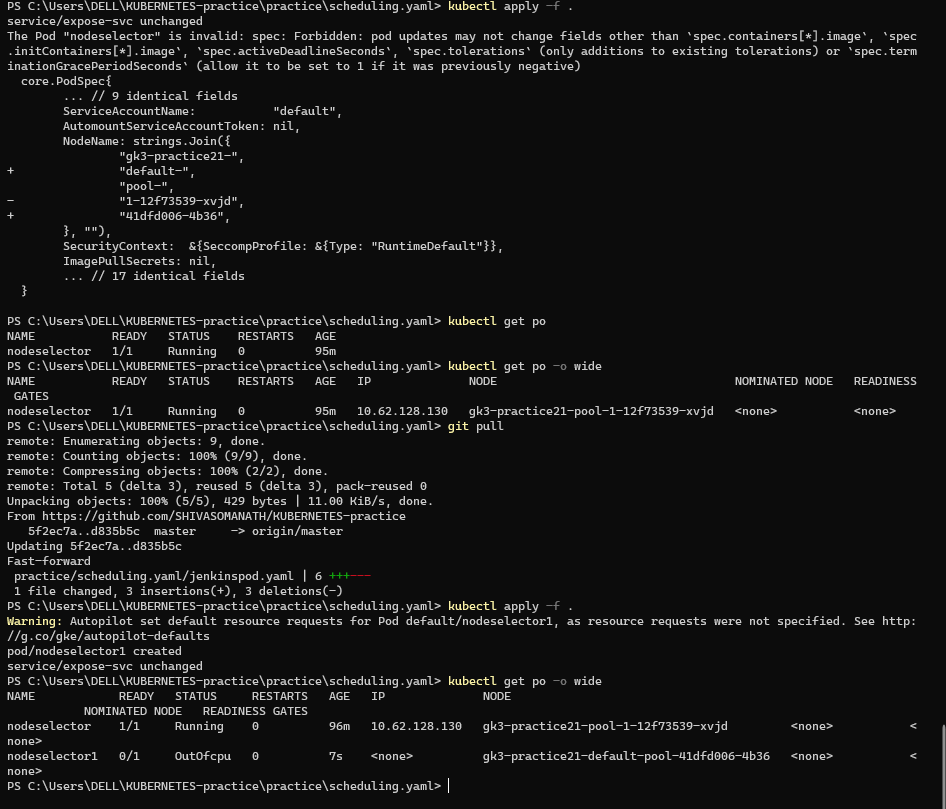 PS C:\Users\DELL\KUBERNETES-practice\practice\scheduling.yaml> kubectl apply -f .
service/expose-svc unchanged
The Pod "nodeselector" is invalid: spec: Forbidden: pod updates may not change fields other than `spec.containers[*].image`, `spec
.initContainers[*].image`, `spec.activeDeadlineSeconds`, `spec.tolerations` (only additions to existing tolerations) or `spec.term
inationGracePeriodSeconds` (allow it to be set to 1 if it was previously negative)
  core.PodSpec{
        ... // 9 identical fields
        ServiceAccountName:           "default",
        AutomountServiceAccountToken: nil,
        NodeName: strings.Join({
                "gk3-practice21-",
+               "default-",
                "pool-",
-               "1-12f73539-xvjd",
+               "41dfd006-4b36",
        }, ""),
        SecurityContext:  &{SeccompProfile: &{Type: "RuntimeDefault"}},
        ImagePullSecrets: nil,
        ... // 17 identical fields
  }
PS C:\Users\DELL\KUBERNETES-practice\practice\scheduling.yaml> kubectl get po
NAME           READY   STATUS    RESTARTS   AGE
nodeselector   1/1     Running   0          95m
PS C:\Users\DELL\KUBERNETES-practice\practice\scheduling.yaml> kubectl get po -o wide
NAME           READY   STATUS    RESTARTS   AGE   IP              NODE                                  NOMINATED NODE   READINESS
 GATES
nodeselector   1/1     Running   0          95m   10.62.128.130   gk3-practice21-pool-1-12f73539-xvjd   <none>           <none>
PS C:\Users\DELL\KUBERNETES-practice\practice\scheduling.yaml> git pull
remote: Enumerating objects: 9, done.
remote: Counting objects: 100% (9/9), done.
remote: Compressing objects: 100% (2/2), done.
remote: Total 5 (delta 3), reused 5 (delta 3), pack-reused 0
Unpacking objects: 100% (5/5), 429 bytes | 11.00 KiB/s, done.
From https://github.com/SHIVASOMANATH/KUBERNETES-practice
   5f2ec7a..d835b5c  master     -> origin/master
Updating 5f2ec7a..d835b5c
Fast-forward
 practice/scheduling.yaml/jenkinspod.yaml | 6 +++---
 1 file changed, 3 insertions(+), 3 deletions(-)
PS C:\Users\DELL\KUBERNETES-practice\practice\scheduling.yaml> kubectl apply -f .
Warning: Autopilot set default resource requests for Pod default/nodeselector1, as resource requests were not specified. See http:
//g.co/gke/autopilot-defaults
pod/nodeselector1 created
service/expose-svc unchanged
PS C:\Users\DELL\KUBERNETES-practice\practice\scheduling.yaml> kubectl get po -o wide
NAME            READY   STATUS     RESTARTS   AGE   IP              NODE
           NOMINATED NODE   READINESS GATES
nodeselector    1/1     Running    0          96m   10.62.128.130   gk3-practice21-pool-1-12f73539-xvjd         <none>           <
none>
nodeselector1   0/1     OutOfcpu   0          7s    <none>          gk3-practice21-default-pool-41dfd006-4b36   <none>           <
none>
PS C:\Users\DELL\KUBERNETES-practice\practice\scheduling.yaml>